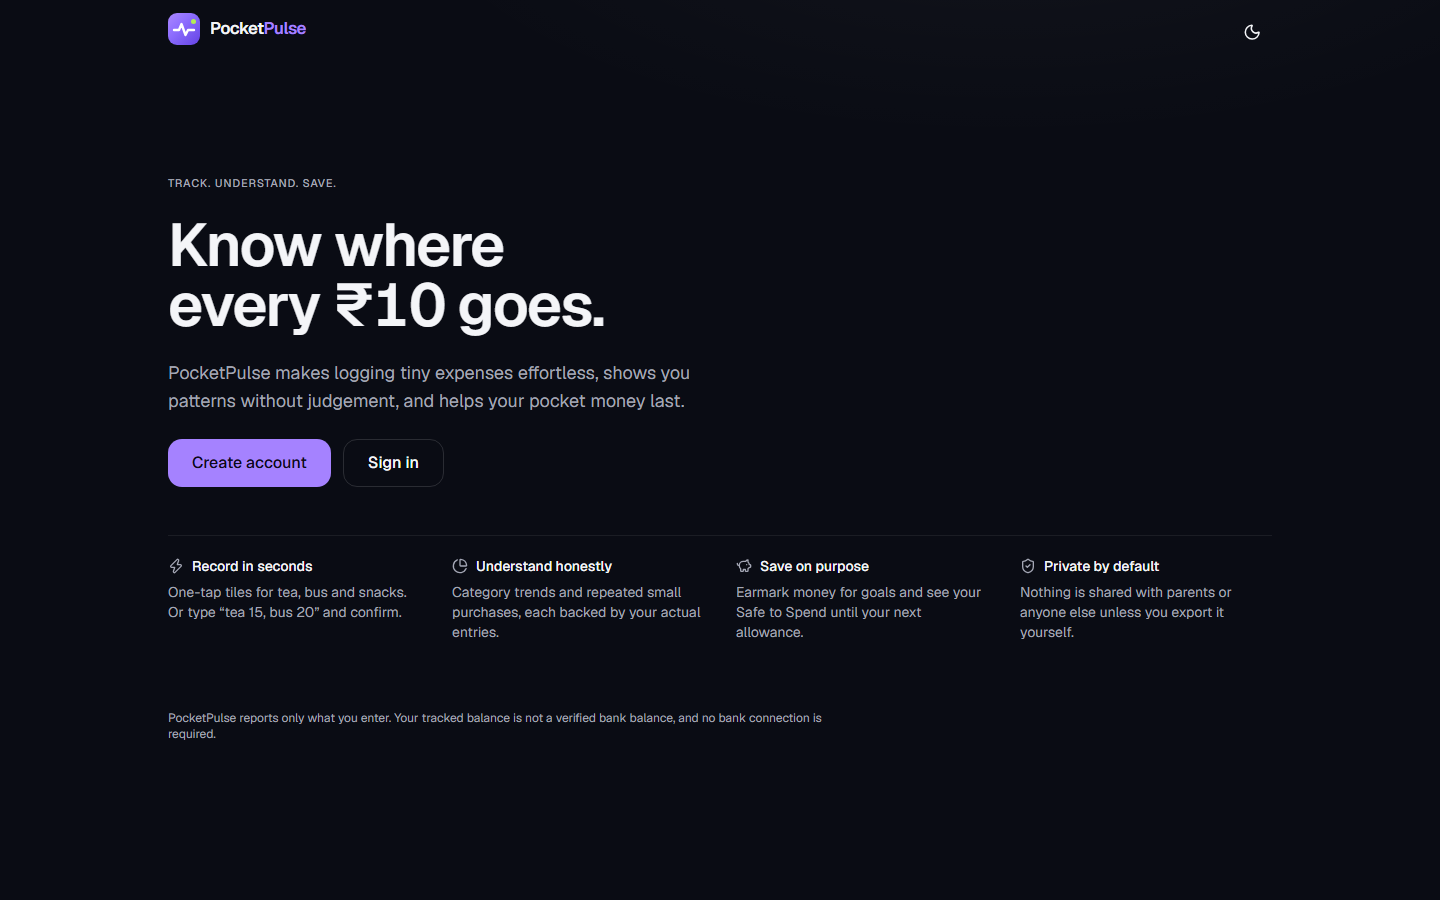 PocketPulse
TRACK. UNDERSTAND. SAVE.
Know where
every ₹10 goes.
PocketPulse makes logging tiny expenses effortless, shows you
patterns without judgement, and helps your pocket money last.
Create account
Sign in
Record in seconds
One-tap tiles for tea, bus and snacks.
Or type “tea 15, bus 20” and confirm.
Understand honestly
Category trends and repeated small
purchases, each backed by your actual
entries.
Save on purpose
Earmark money for goals and see your
Safe to Spend until your next
allowance.
Private by default
Nothing is shared with parents or
anyone else unless you export it
yourself.
PocketPulse reports only what you enter. Your tracked balance is not a verified bank balance, and no bank connection is
required.